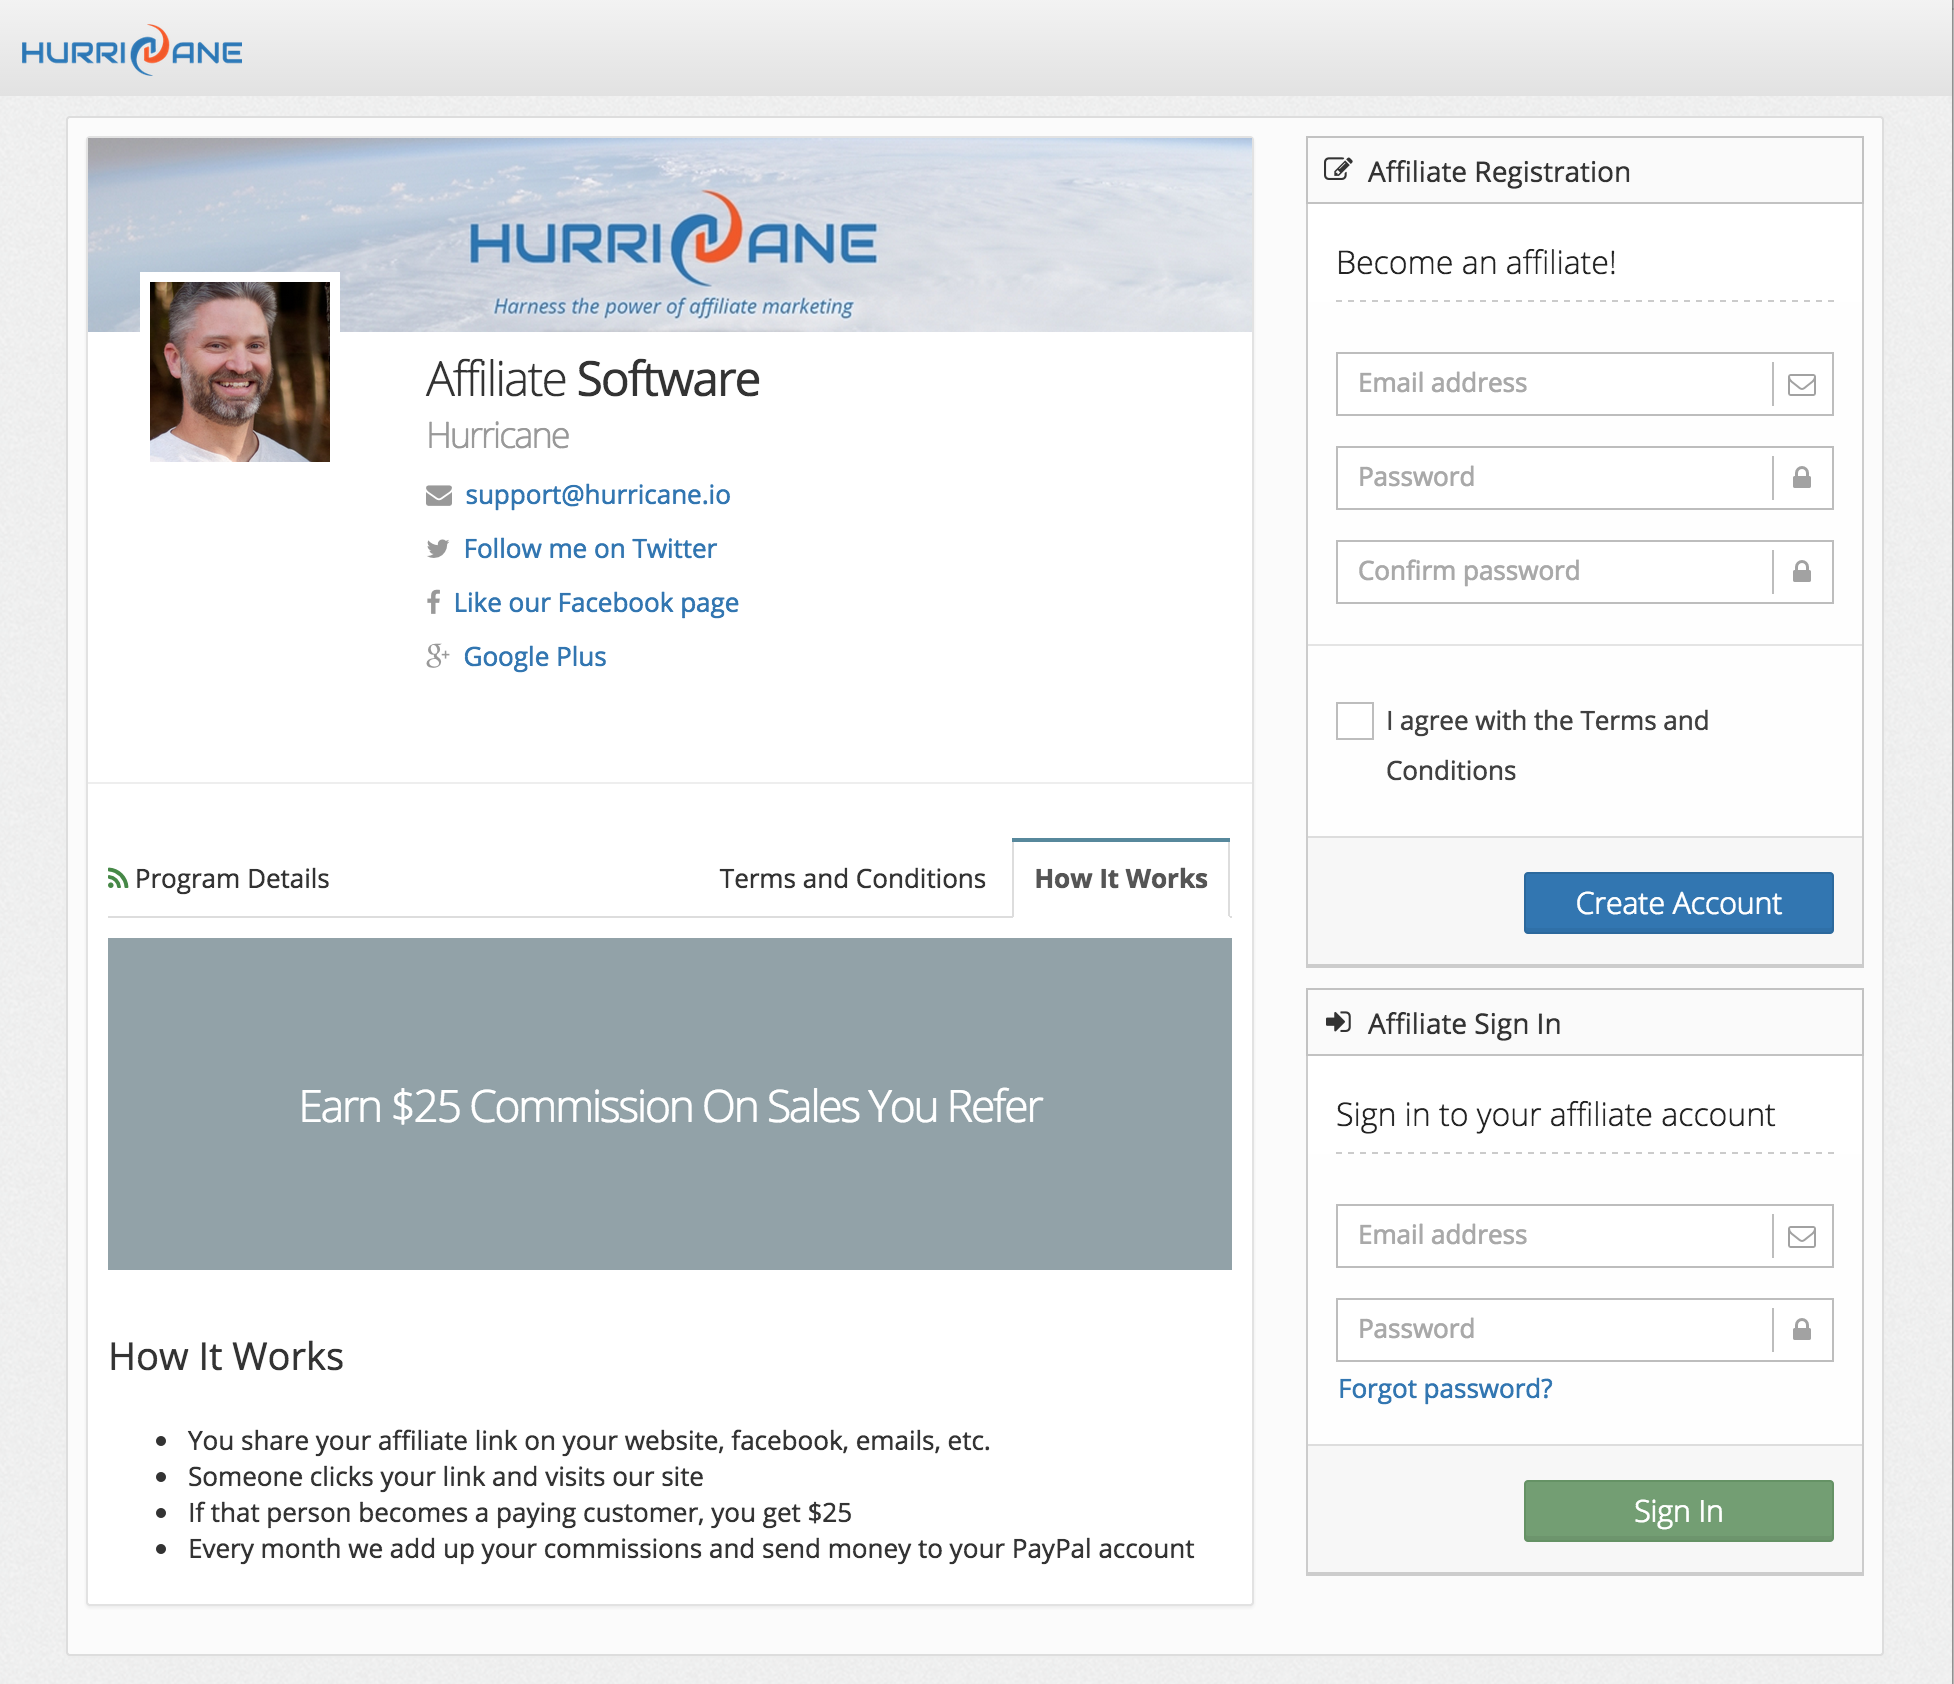 HURRICANE
HURRICANE
Harness the power of affiliate marketing
Affiliate Software
Hurricane
support@hurricane.io
Follow me on Twitter
Like our Facebook page
Google Plus
Program Details
Terms and Conditions
How It Works
Earn $25 Commission On Sales You Refer
How It Works
• You share your affiliate link on your website, facebook, emails, etc.
• Someone clicks your link and visits our site
• If that person becomes a paying customer, you get $25
• Every month we add up your commissions and send money to your PayPal account
Affiliate Registration
Become an affiliate!
Email address
Password
Confirm password
I agree with the Terms and
Conditions
Create Account
Affiliate Sign In
Sign in to your affiliate account
Email address
Password
Forgot password?
Sign In